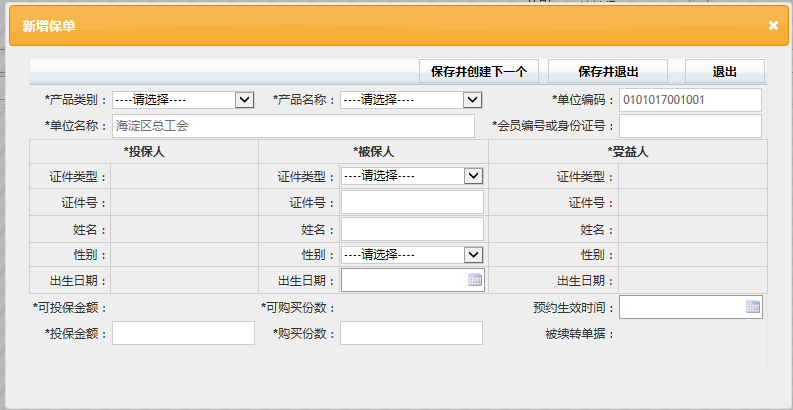 新增保单
保存并创建下一个 保存并退出 退出
*产品类别： ----请选择---- *产品名称： ----请选择---- *单位编码： 0101017001001
*单位名称： 海淀区总工会 *会员编号或身份证号：
*投保人 *被保人 *受益人
证件类型： 证件类型： ----请选择---- 证件类型：
证件号： 证件号： 证件号：
姓名： 姓名： 姓名：
性别： 性别： ----请选择---- 性别：
出生日期： 出生日期： 出生日期：
*可投保金额： *可购买份数： 预约生效时间：
*投保金额： *购买份数： 被续转单据：